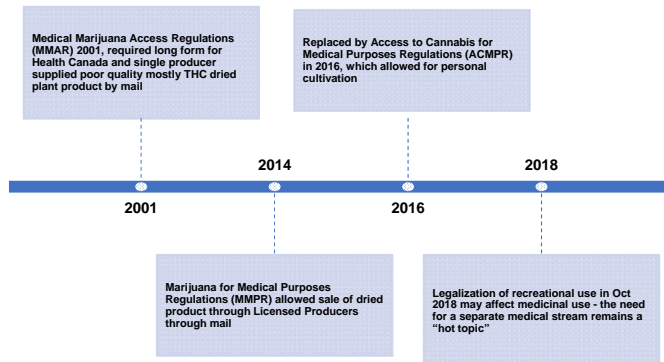 Medical Marijuana Access Regulations
(MMAR) 2001, required long form for
Health Canada and single producer
supplied poor quality mostly THC dried
plant product by mail
Replaced by Access to Cannabis for
Medical Purposes Regulations (ACMPR)
in 2016, which allowed for personal
cultivation
2014
2018
2001
2016
Marijuana for Medical Purposes
Regulations (MMPR) allowed sale of dried
product through Licensed Producers
through mail
Legalization of recreational use in Oct
2018 may affect medicinal use - the need
for a separate medical stream remains a
“hot topic”